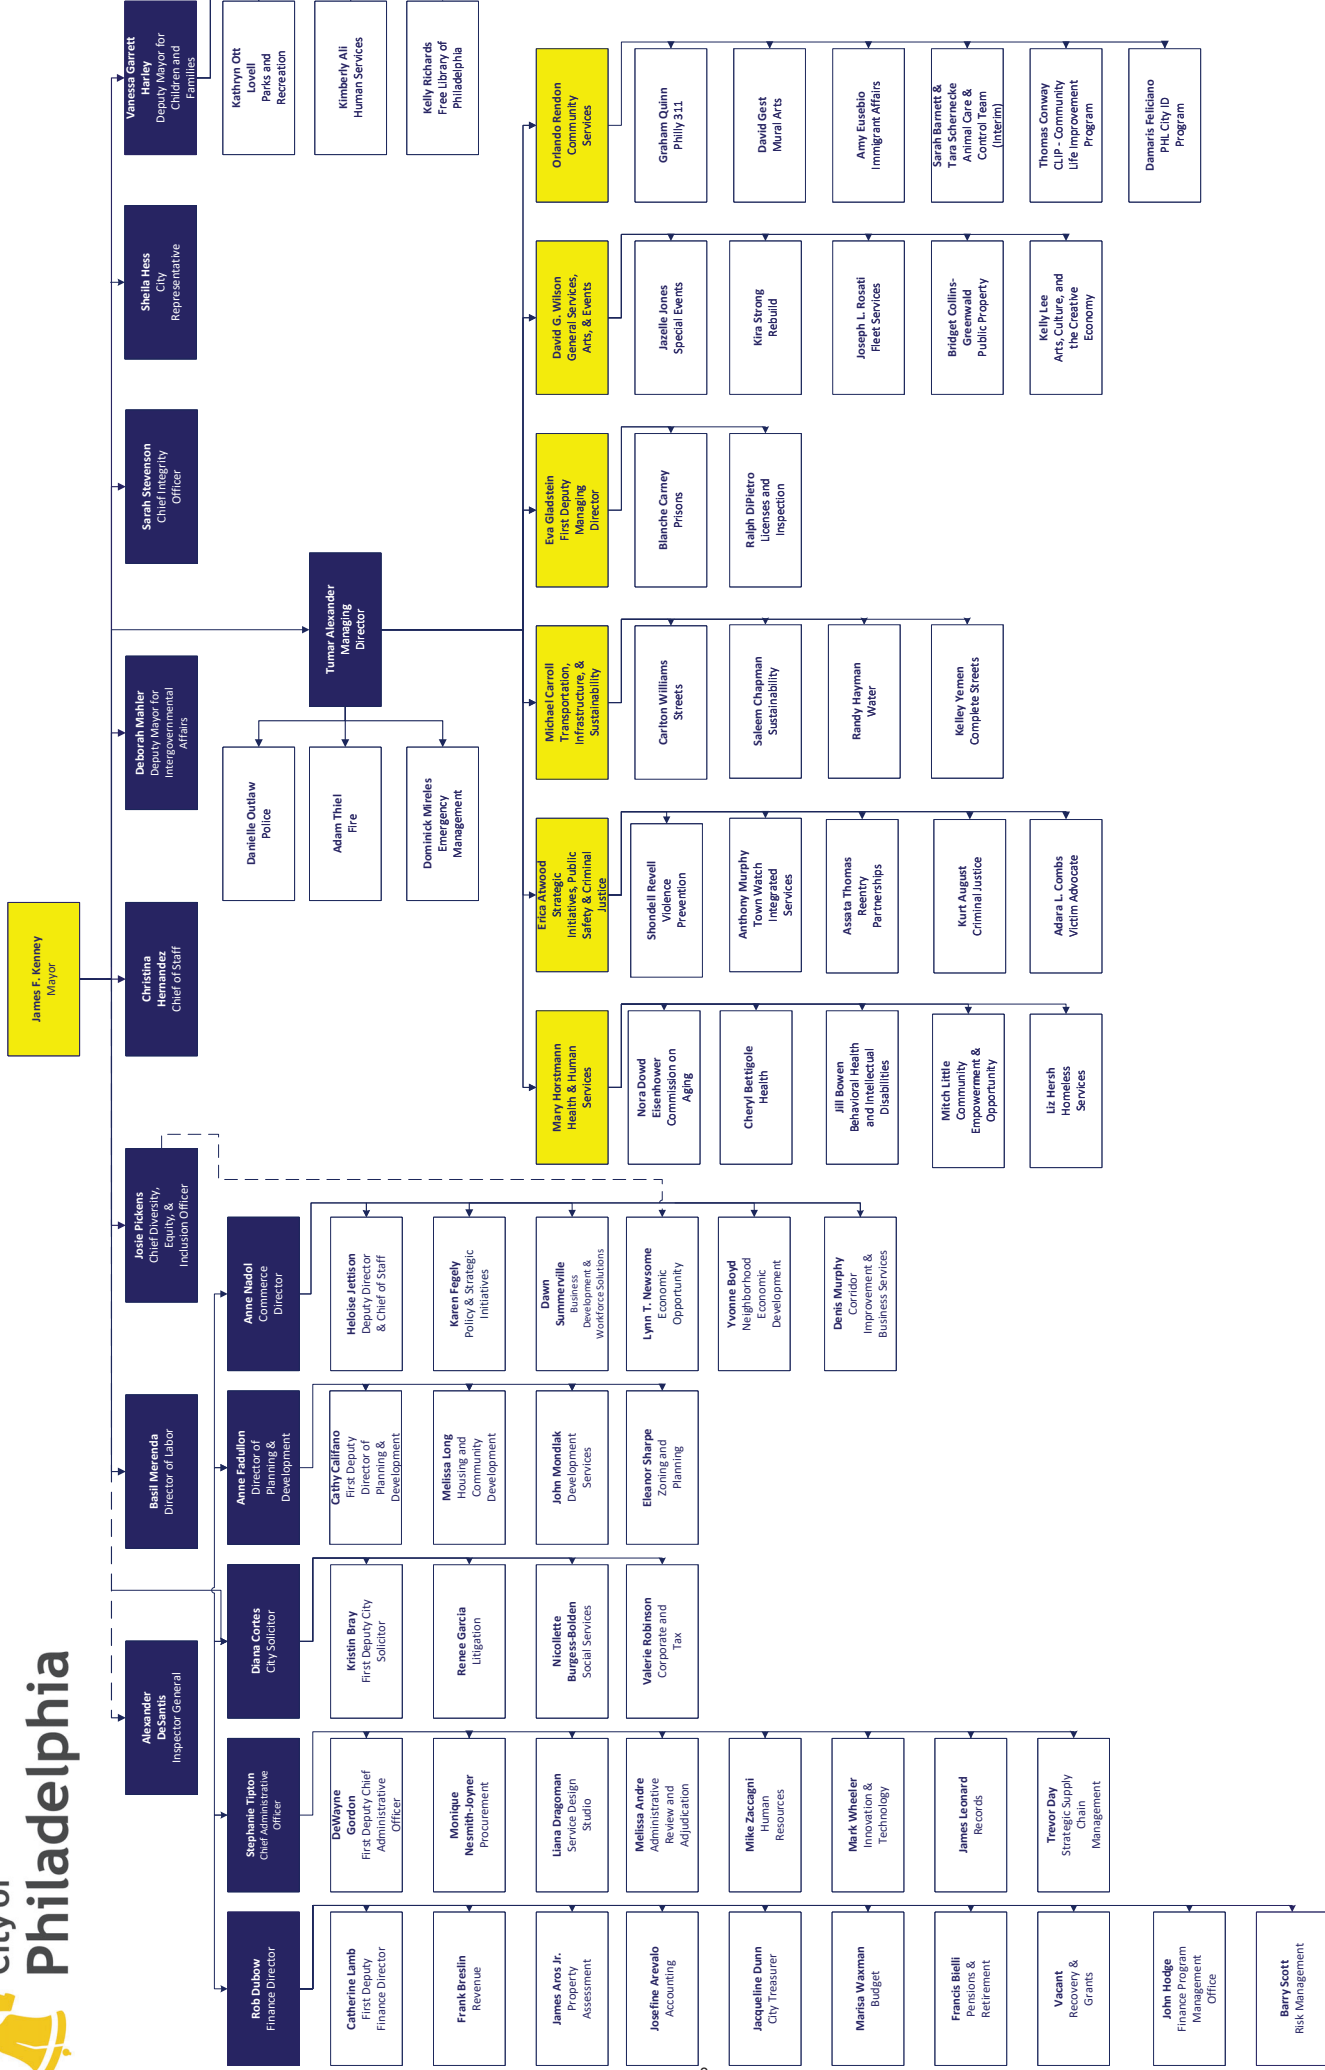 City of
Philadelphia
James F. Kenney
Mayor
Alexander
DeSantis
Inspector General
Basil Merenda
Director of Labor
Josie Pickens
Chief Diversity,
Equity, &
Inclusion Officer
Christina
Hernandez
Chief of Staff
Deborah Mahler
Deputy Mayor for
Intergovernmental
Affairs
Sarah Stevenson
Chief Integrity
Officer
Sheila Hess
City
Representative
Vanessa Garrett
Harley
Deputy Mayor for
Children and
Families
Kathryn Ott
Lovell
Parks and
Recreation
Kimberly Ali
Human Services
Kelly Richards
Free Library of
Philadelphia
Tumar Alexander
Managing
Director
Danielle Outlaw
Police
Adam Thiel
Fire
Dominick Mireles
Emergency
Management
Rob Dubow
Finance Director
Catherine Lamb
First Deputy
Finance Director
Frank Breslin
Revenue
James Aros Jr.
Property
Assessment
Josefine Arevalo
Accounting
Jacqueline Dunn
City Treasurer
Marisa Waxman
Budget
Francis Bielli
Pensions &
Retirement
Vacant
Recovery &
Grants
John Hodge
Finance Program
Management
Office
Barry Scott
Risk Management
Stephanie Tipton
Chief Administrative
Officer
DeWayne
Gordon
First Deputy Chief
Administrative
Officer
Monique
Nesmith-Joyner
Procurement
Liana Dragoman
Service Design
Studio
Melissa Andre
Administrative
Review and
Adjudication
Mike Zaccagni
Human
Resources
Mark Wheeler
Innovation &
Technology
James Leonard
Records
Trevor Day
Strategic Supply
Chain
Management
Diana Cortes
City Solicitor
Kristin Bray
First Deputy City
Solicitor
Renee Garcia
Litigation
Nicollette
Burgess-Bolden
Social Services
Valerie Robinson
Corporate and
Tax
Anne Fadullon
Director of
Planning &
Development
Cathy Califano
First Deputy
Director of
Planning &
Development
Melissa Long
Housing and
Community
Development
John Mondlak
Development
Services
Eleanor Sharpe
Zoning and
Planning
Anne Nadol
Commerce
Director
Heloise Jettison
Deputy Director
& Chief of Staff
Karen Fegely
Policy & Strategic
Initiatives
Dawn
Summerville
Business
Development &
Workforce Solutions
Lynn T. Newsome
Economic
Opportunity
Yvonne Boyd
Neighborhood
Economic
Development
Denis Murphy
Corridor
Improvement &
Business Services
Mary Horstmann
Health & Human
Services
Nora Dowd
Eisenhower
Commission on
Aging
Cheryl Bettigole
Health
Jill Bowen
Behavioral Health
and Intellectual
Disabilities
Mitch Little
Community
Empowerment &
Opportunity
Liz Hersh
Homeless
Services
Erica Atwood
Strategic
Initiatives, Public
Safety & Criminal
Justice
Shondell Revell
Violence
Prevention
Anthony Murphy
Town Watch
Integrated
Services
Assata Thomas
Reentry
Partnerships
Kurt August
Criminal Justice
Adara L. Combs
Victim Advocate
Michael Carroll
Transportation,
Infrastructure, &
Sustainability
Carlton Williams
Streets
Saleem Chapman
Sustainability
Randy Hayman
Water
Kelley Yemen
Complete Streets
Eva Gladstein
First Deputy
Managing
Director
Blanche Carney
Prisons
Ralph DiPietro
Licenses and
Inspection
David G. Wilson
General Services,
Arts, & Events
Jazelle Jones
Special Events
Kira Strong
Rebuild
Joseph L. Rosati
Fleet Services
Bridget Collins-
Greenwald
Public Property
Kelly Lee
Arts, Culture, and
the Creative
Economy
Orlando Rendon
Community
Services
Graham Quinn
Philly 311
David Gest
Mural Arts
Amy Eusebio
Immigrant Affairs
Sarah Barnett &
Tara Schernecke
Animal Care &
Control Team
(Interim)
Thomas Conway
CLIP - Community
Life Improvement
Program
Damaris Feliciano
PHL City ID
Program